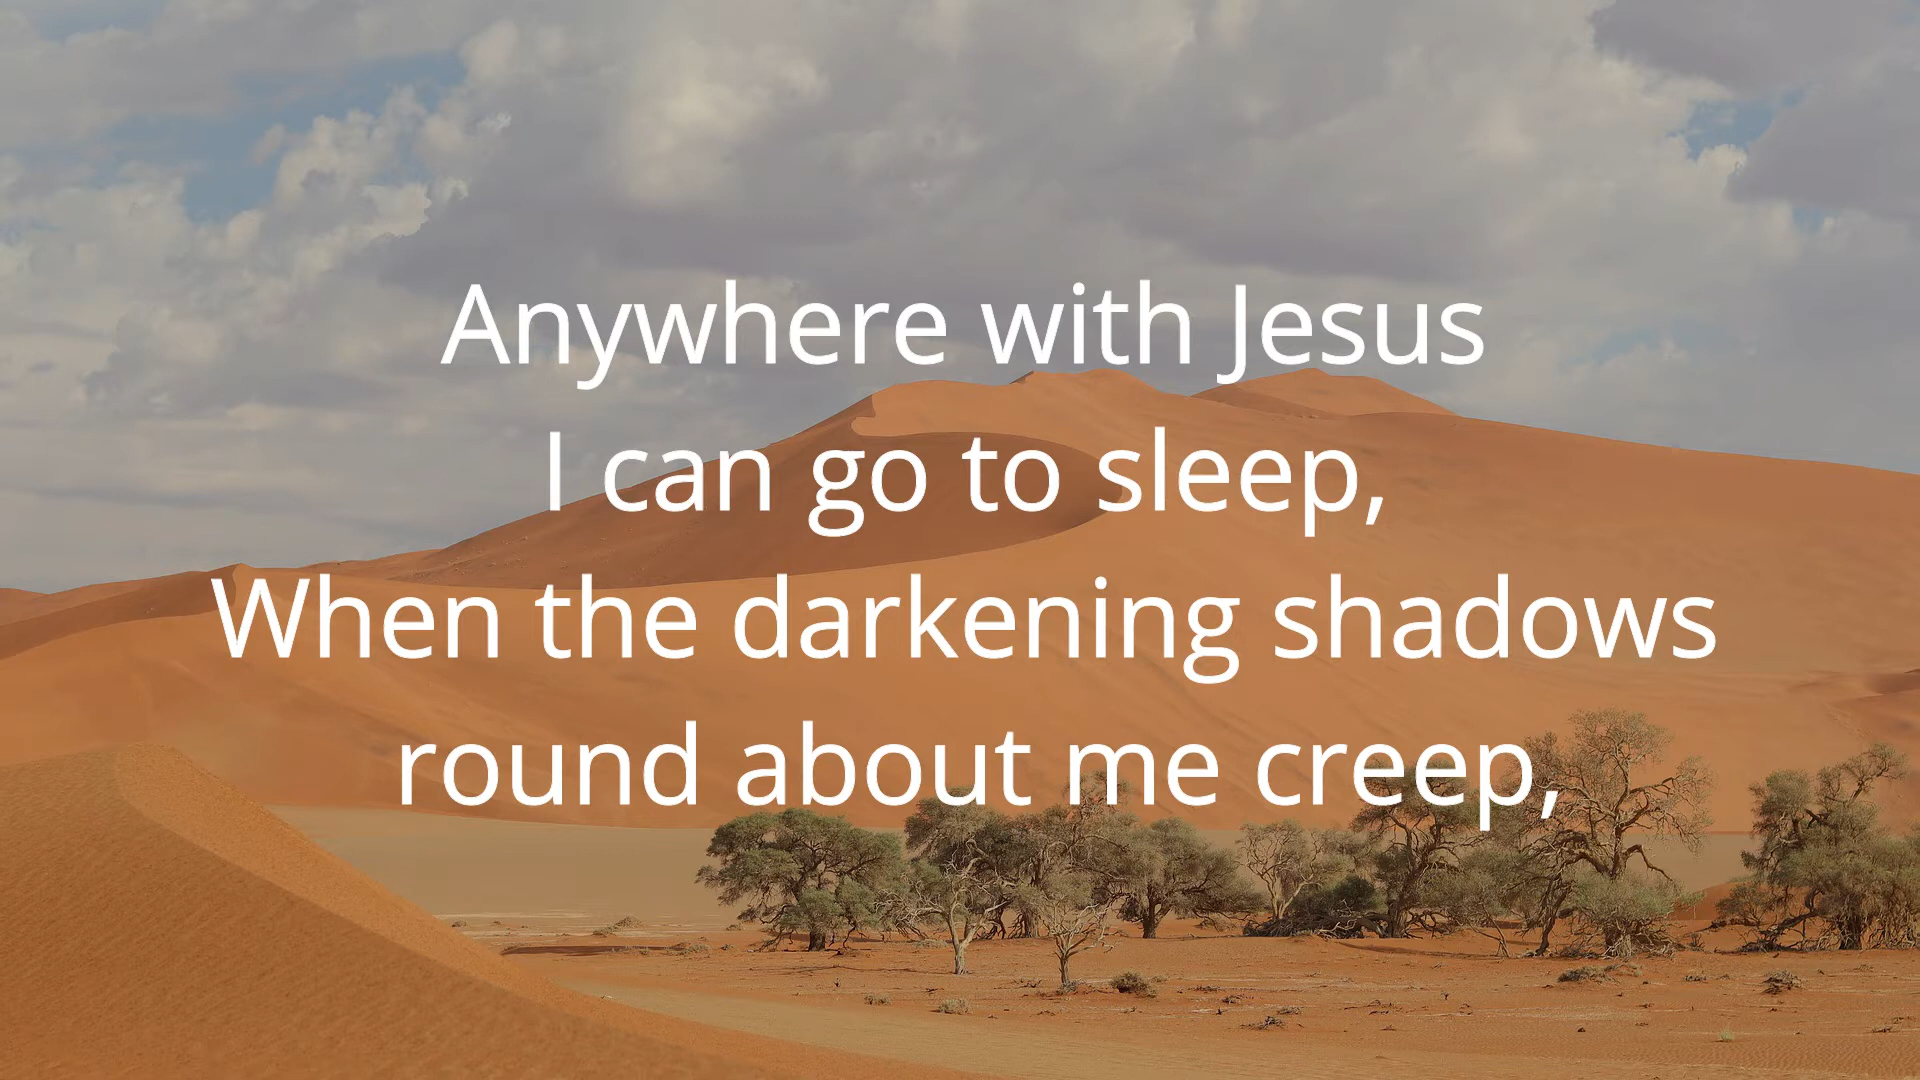 Anywhere with Jesus
I can go to sleep,
When the darkening shadows
round about me creep,